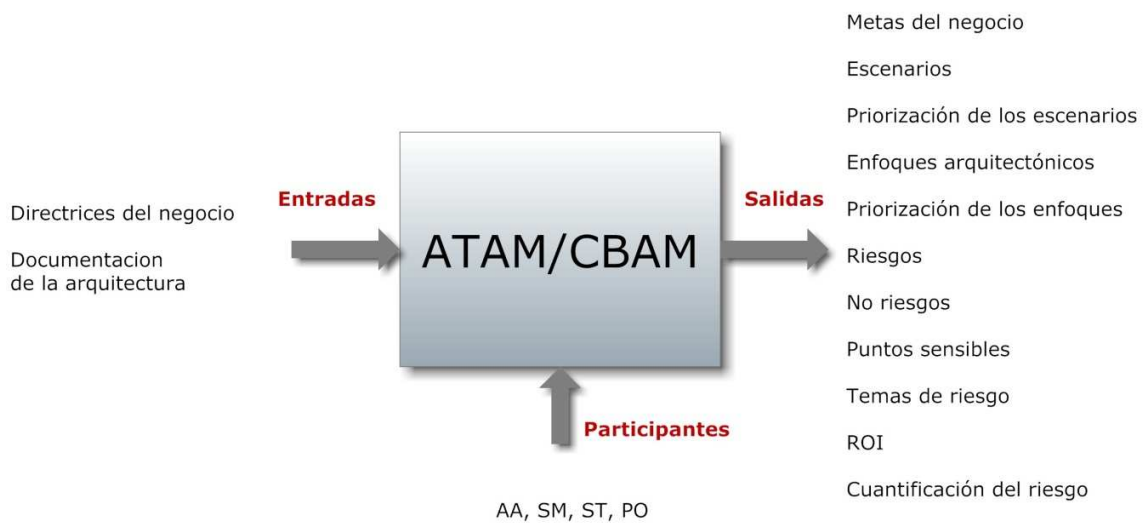 Directrices del negocio
Documentacion
de la arquitectura
Entradas
ATAM/CBAM
Participantes
AA, SM, ST, PO
Salidas
Metas del negocio
Escenarios
Priorización de los escenarios
Enfoques arquitectónicos
Priorización de los enfoques
Riesgos
No riesgos
Puntos sensibles
Temas de riesgo
ROI
Cuantificación del riesgo